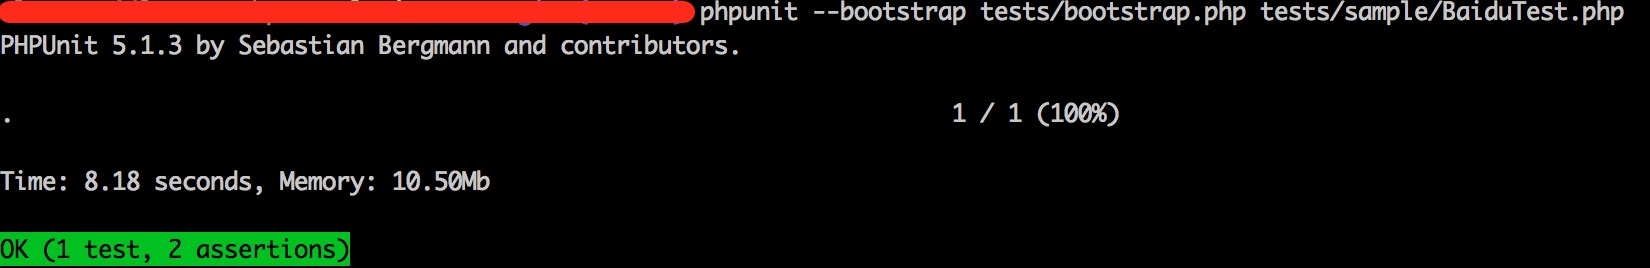 phpunit --bootstrap tests/bootstrap.php tests/sample/BaiduTest.php
PHPUnit 5.1.3 by Sebastian Bergmann and contributors.
. 1 / 1 (100%)
Time: 8.18 seconds, Memory: 10.50Mb
OK (1 test, 2 assertions)